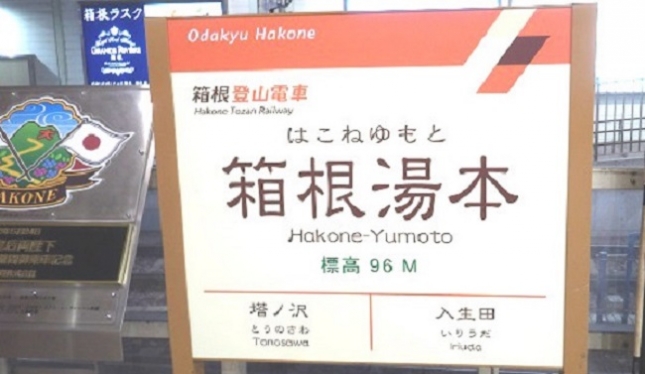 箱根ラスク
Odakyu Hakone
箱根登山電車
Hakone Tozan Railway
はこねゆもと
箱根湯本
Hakone-Yumoto
標高 96 M
塔ノ沢
とうのさわ
Tonosawa
入生田
いりうだ
Iriuda
HAKONE